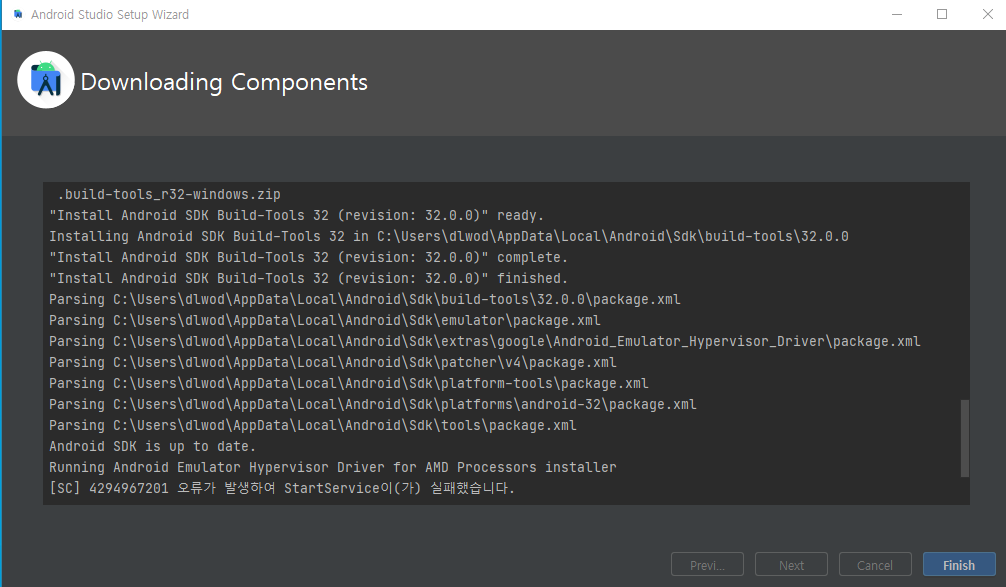 Android Studio Setup Wizard
Downloading Components
.build-tools_r32-windows.zip
"Install Android SDK Build-Tools 32 (revision: 32.0.0)" ready.
Installing Android SDK Build-Tools 32 in C:\Users\dlwod\AppData\Local\Android\Sdk\build-tools\32.0.0
"Install Android SDK Build-Tools 32 (revision: 32.0.0)" complete.
"Install Android SDK Build-Tools 32 (revision: 32.0.0)" finished.
Parsing C:\Users\dlwod\AppData\Local\Android\Sdk\build-tools\32.0.0\package.xml
Parsing C:\Users\dlwod\AppData\Local\Android\Sdk\emulator\package.xml
Parsing C:\Users\dlwod\AppData\Local\Android\Sdk\extras\google\Android_Emulator_Hypervisor_Driver\package.xml
Parsing C:\Users\dlwod\AppData\Local\Android\Sdk\patcher\v4\package.xml
Parsing C:\Users\dlwod\AppData\Local\Android\Sdk\platform-tools\package.xml
Parsing C:\Users\dlwod\AppData\Local\Android\Sdk\platforms\android-32\package.xml
Parsing C:\Users\dlwod\AppData\Local\Android\Sdk\tools\package.xml
Android SDK is up to date.
Running Android Emulator Hypervisor Driver for AMD Processors installer
[SC] 4294967201 오류가 발생하여 StartService이(가) 실패했습니다.
Previ... Next Cancel Finish